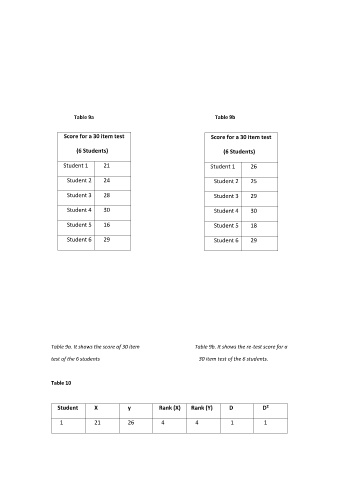 Table 9a Table 9b
Score for a 30 item test
(6 Students)
Student 1 21
Student 2 24
Student 3 28
Student 4 30
Student 5 16
Student 6 29
Score for a 30 item test
(6 Students)
Student 1 26
Student 2 25
Student 3 29
Student 4 30
Student 5 18
Student 6 29
Table 9a. It shows the score of 30 item
test of the 6 students
Table 9b. It shows the re-test score for a
30 item test of the 6 students.
Table 10
Student X y Rank (X) Rank (Y) D D²
1 21 26 4 4 1 1